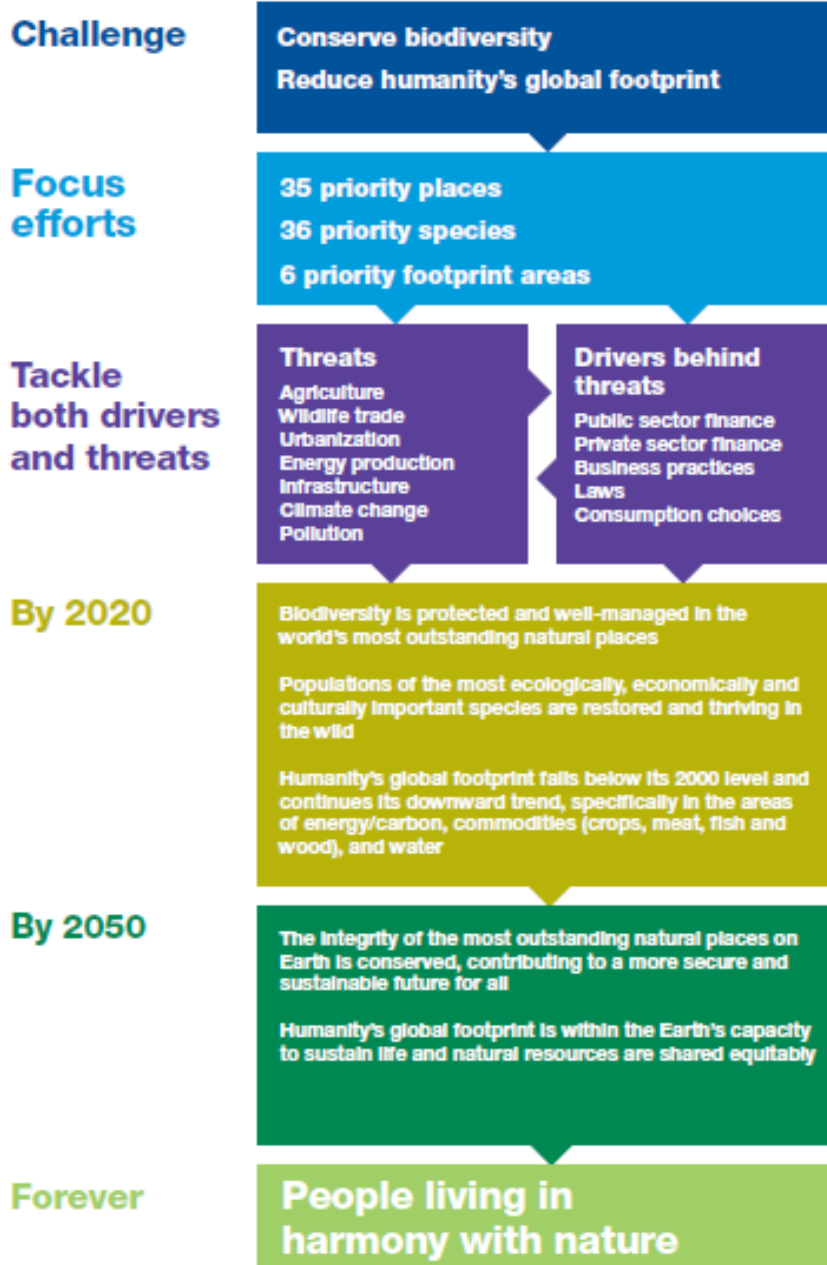 Challenge
Conserve biodiversity
Reduce humanity's global footprint
Focus
efforts
35 priority places
36 priority species
6 priority footprint areas
Tackle
both drivers
and threats
Threats
Agriculture
Wildlife trade
Urbanization
Energy production
Infrastructure
Climate change
Pollution
Drivers behind
threats
Public sector finance
Private sector finance
Business practices
Laws
Consumption choices
By 2020
Biodiversity is protected and well-managed in the
world's most outstanding natural places
Populations of the most ecologically, economically and
culturally important species are restored and thriving in
the wild
Humanity's global footprint falls below its 2000 level and
continues its downward trend, specifically in the areas
of energy/carbon, commodities (crops, meat, fish and
wood), and water
By 2050
The integrity of the most outstanding natural places on
Earth is conserved, contributing to a more secure and
sustainable future for all
Humanity's global footprint is within the Earth's capacity
to sustain life and natural resources are shared equitably
Forever
People living in
harmony with nature